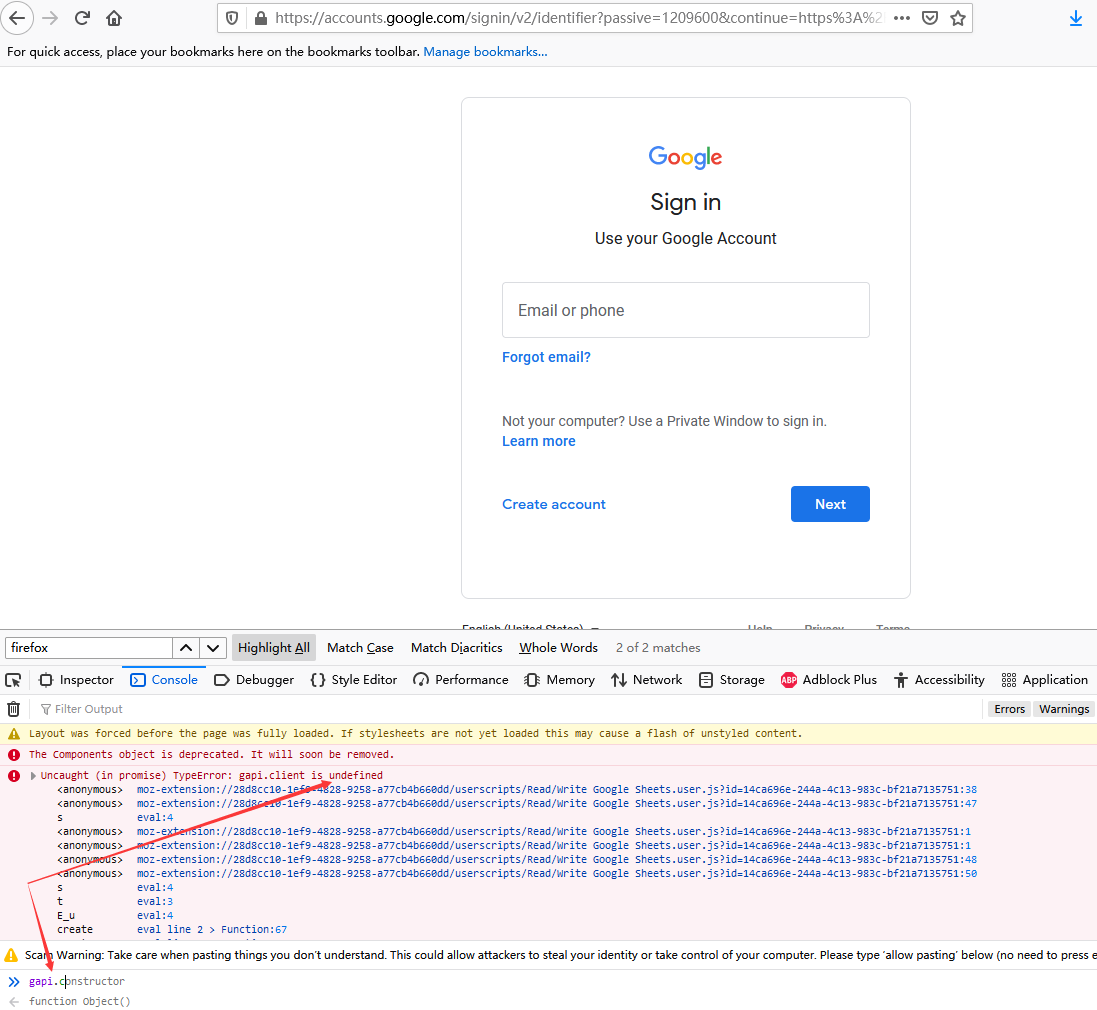 https://accounts.google.com/signin/v2/identifier?passive=1209600&continue=https%3A%2
For quick access, place your bookmarks here on the bookmarks toolbar. Manage bookmarks...
Google
Sign in
Use your Google Account
Email or phone
Forgot email?
Not your computer? Use a Private Window to sign in.
Learn more
Create account
Next
English (United States)
Help Privacy Terms
firefox Highlight All Match Case Match Diacritics Whole Words 2 of 2 matches
Inspector Console Debugger {} Style Editor Performance Memory Network Storage ABP Adblock Plus Accessibility Application
Filter Output Errors Warnings
Layout was forced before the page was fully loaded. If stylesheets are not yet loaded this may cause a flash of unstyled content.
The Components object is deprecated. It will soon be removed.
Uncaught (in promise) TypeError: gapi.client is undefined
<anonymous> moz-extension://28d8cc10-1ef9-4828-9258-a77cb4b660dd/userscripts/Read/Write Google Sheets.user.js?id=14ca696e-244a-4c13-983c-bf21a7135751:38
<anonymous> moz-extension://28d8cc10-1ef9-4828-9258-a77cb4b660dd/userscripts/Read/Write Google Sheets.user.js?id=14ca696e-244a-4c13-983c-bf21a7135751:47
s eval:4
<anonymous> moz-extension://28d8cc10-1ef9-4828-9258-a77cb4b660dd/userscripts/Read/Write Google Sheets.user.js?id=14ca696e-244a-4c13-983c-bf21a7135751:1
<anonymous> moz-extension://28d8cc10-1ef9-4828-9258-a77cb4b660dd/userscripts/Read/Write Google Sheets.user.js?id=14ca696e-244a-4c13-983c-bf21a7135751:1
<anonymous> moz-extension://28d8cc10-1ef9-4828-9258-a77cb4b660dd/userscripts/Read/Write Google Sheets.user.js?id=14ca696e-244a-4c13-983c-bf21a7135751:48
<anonymous> moz-extension://28d8cc10-1ef9-4828-9258-a77cb4b660dd/userscripts/Read/Write Google Sheets.user.js?id=14ca696e-244a-4c13-983c-bf21a7135751:50
s eval:4
t eval:3
E_u eval:4
create eval line 2 > Function:67
Scam Warning: Take care when pasting things you don't understand. This could allow attackers to steal your identity or take control of your computer. Please type 'allow pasting' below (no need to press e
gapi.constructor
function Object()